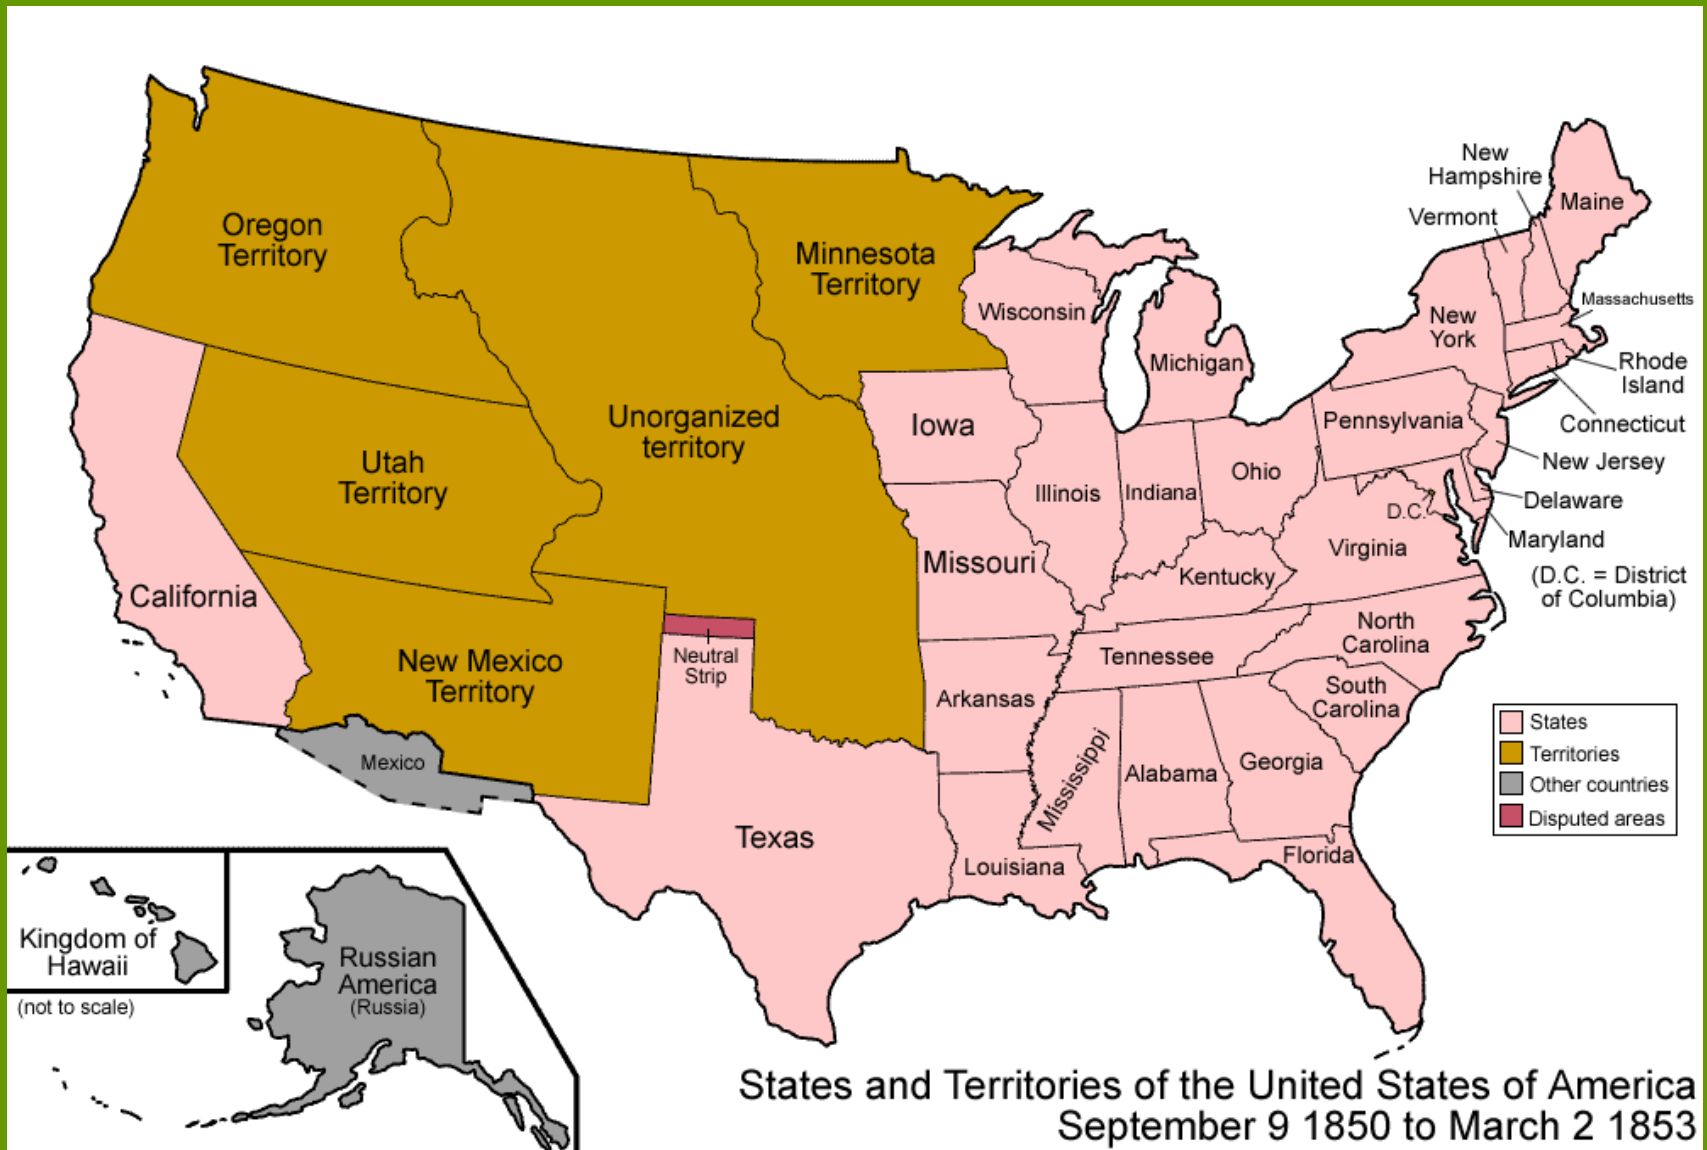 New
Hampshire
Maine
Vermont
Oregon
Territory
Minnesota
Territory
Massachusetts
Wisconsin
New
York
Michigan
Rhode
Island
Unorganized
territory
Iowa
Pennsylvania
Connecticut
Utah
Territory
Ohio
New Jersey
Illinois
Indiana
Delaware
D.C.
Maryland
Virginia
Missouri
Kentucky
(D.C. = District
of Columbia)
California
North
Carolina
Neutral
Strip
Tennessee
New Mexico
Territory
Arkansas
South
Carolina
States
Territories
Other countries
Disputed areas
Mexico
Mississippi
Alabama
Georgia
Texas
Louisiana
Florida
Kingdom of
Hawaii
(not to scale)
Russian
America
(Russia)
States and Territories of the United States of America
September 9 1850 to March 2 1853